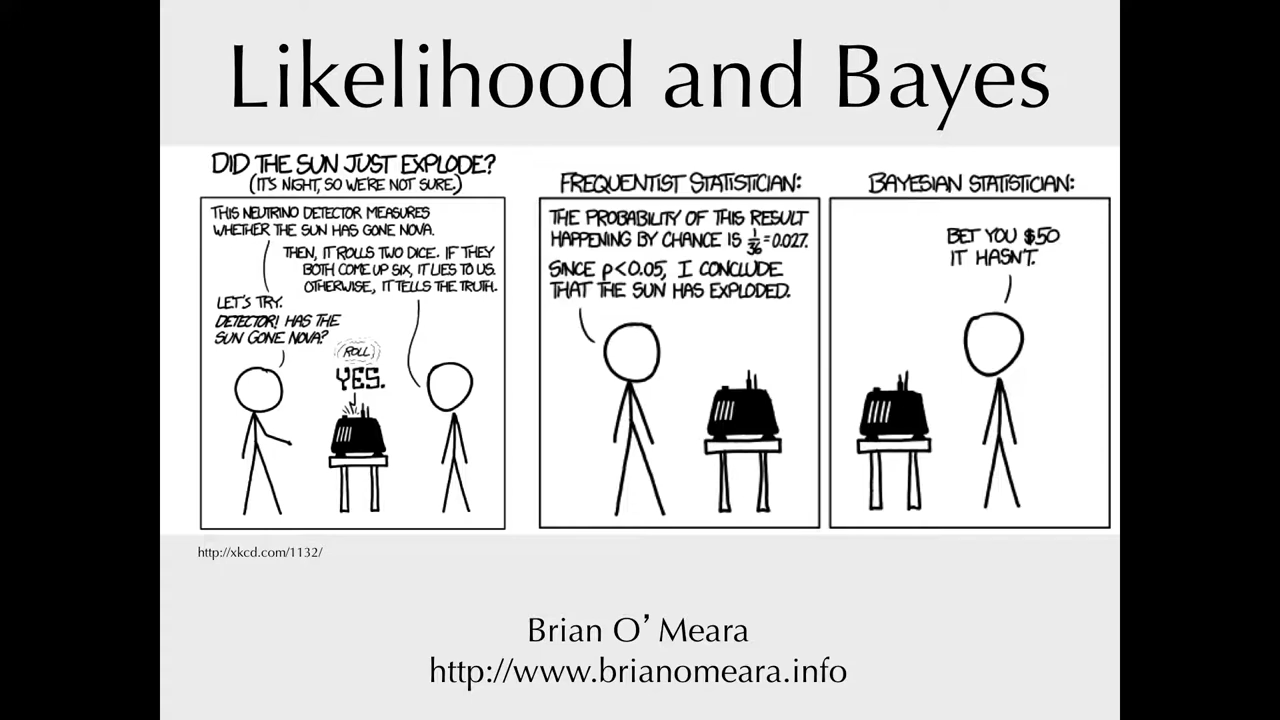 Likelihood and Bayes
DID THE SUN JUST EXPLODE?
(IT'S NIGHT, SO WE'RE NOT SURE.)
THIS NEUTRINO DETECTOR MEASURES
WHETHER THE SUN HAS GONE NOVA.
THEN, IT ROLLS TWO DICE. IF THEY
BOTH COME UP SIX, IT LIES TO US.
OTHERWISE, IT TELLS THE TRUTH.
LET'S TRY.
DETECTOR! HAS THE
SUN GONE NOVA?
(ROLL)
YES.
FREQUENTIST STATISTICIAN:
THE PROBABILITY OF THIS RESULT
HAPPENING BY CHANCE IS 1/36=0.027.
SINCE p<0.05, I CONCLUDE
THAT THE SUN HAS EXPLODED.
BAYESIAN STATISTICIAN:
BET YOU $50
IT HASN'T.
http://xkcd.com/1132/
Brian O’Meara
http://www.brianomeara.info